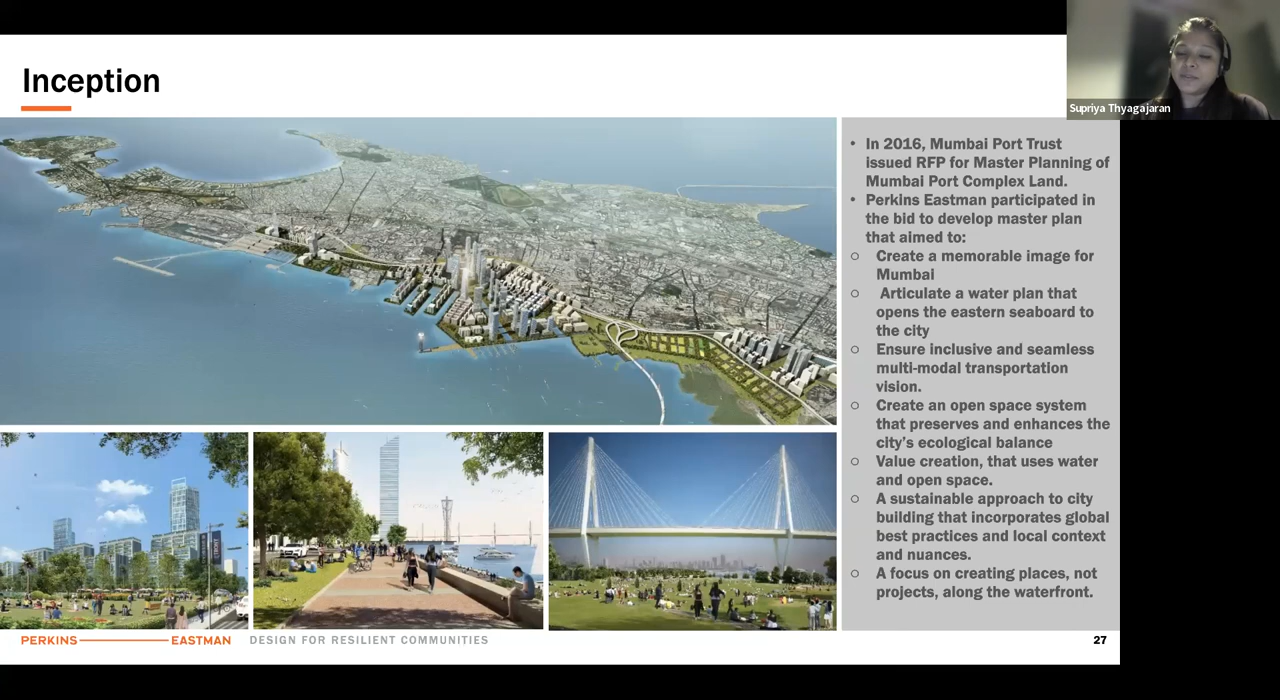 Supriya Thyagajaran
Inception
• In 2016, Mumbai Port Trust
issued RFP for Master Planning of
Mumbai Port Complex Land.
• Perkins Eastman participated in
the bid to develop master plan
that aimed to:
○ Create a memorable image for
Mumbai
○ Articulate a water plan that
opens the eastern seaboard to
the city
○ Ensure inclusive and seamless
multi-modal transportation
vision.
○ Create an open space system
that preserves and enhances the
city's ecological balance
○ Value creation, that uses water
and open space.
○ A sustainable approach to city
building that incorporates global
best practices and local context
and nuances.
○ A focus on creating places, not
projects, along the waterfront.
PERKINS EASTMAN DESIGN FOR RESILIENT COMMUNITIES 27